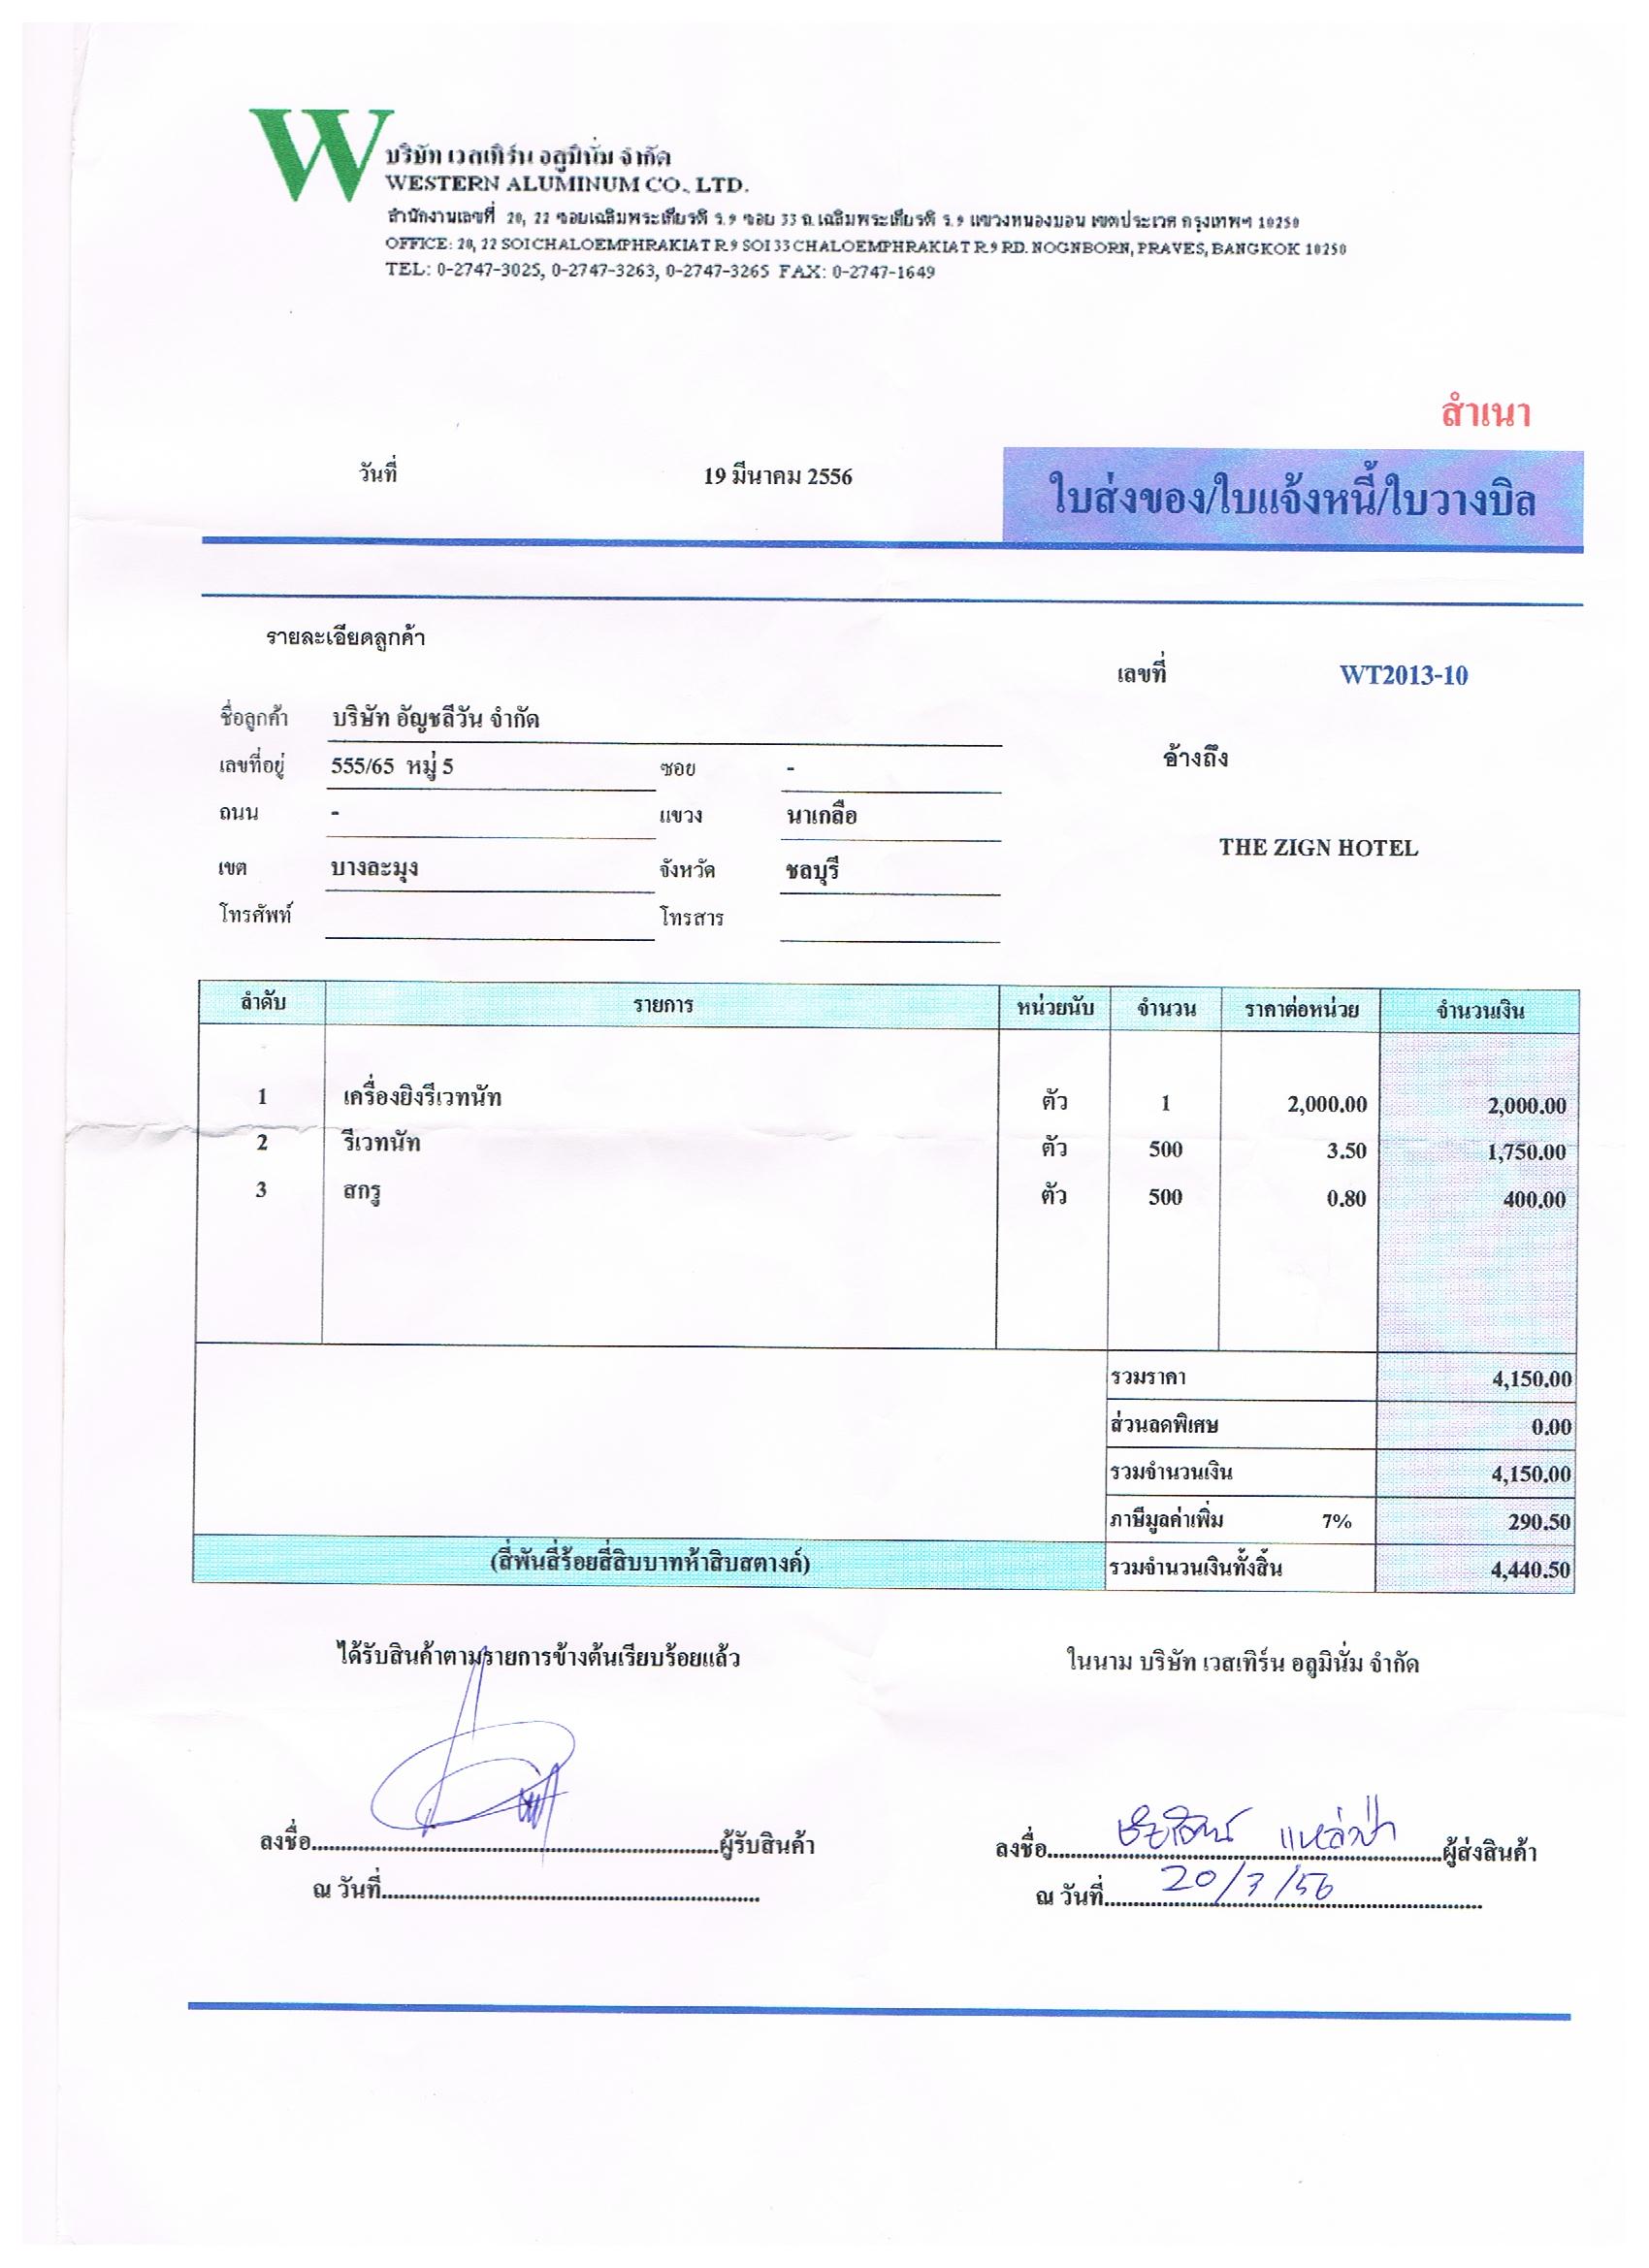 W
บริษัท เวสเทิร์น อลูมินั่ม จำกัด
WESTERN ALUMINUM CO., LTD.
สำนักงานเลขที่ 20, 22 ซอยเฉลิมพระเกียรติ ร.9 ซอย 33 ถ.เฉลิมพระเกียรติ ร.9 แขวงหนองบอน เขตประเวศ กรุงเทพฯ 10250
OFFICE: 20, 22 SOI CHALOEMPHRAKIAT R.9 SOI 33 CHALOEMPHRAKIAT R.9 RD. NOGNBORN, PRAVES, BANGKOK 10250
TEL: 0-2747-3025, 0-2747-3263, 0-2747-3265 FAX: 0-2747-1649
สำเนา
วันที่ 19 มีนาคม 2556 ใบส่งของ/ใบแจ้งหนี้/ใบวางบิล
รายละเอียดลูกค้า
เลขที่ WT2013-10
ชื่อลูกค้า บริษัท อัญชลีวัน จำกัด
เลขที่อยู่ 555/65 หมู่ 5 ซอย -
อ้างถึง
ถนน - แขวง นาเกลือ
THE ZIGN HOTEL
เขต บางละมุง จังหวัด ชลบุรี
โทรศัพท์ โทรสาร
ลำดับ รายการ หน่วยนับ จำนวน ราคาต่อหน่วย จำนวนเงิน
1 เครื่องยิงรีเวทนัท ตัว 1 2,000.00 2,000.00
2 รีเวทนัท ตัว 500 3.50 1,750.00
3 สกรู ตัว 500 0.80 400.00
รวมราคา 4,150.00
ส่วนลดพิเศษ 0.00
รวมจำนวนเงิน 4,150.00
ภาษีมูลค่าเพิ่ม 7% 290.50
(สี่พันสี่ร้อยสี่สิบบาทห้าสิบสตางค์) รวมจำนวนเงินทั้งสิ้น 4,440.50
ได้รับสินค้าตามรายการข้างต้นเรียบร้อยแล้ว ในนาม บริษัท เวสเทิร์น อลูมินั่ม จำกัด
ลงชื่อ........ผู้รับสินค้า ลงชื่อ........ผู้ส่งสินค้า
ณ วันที่........ ณ วันที่ 20/3/56